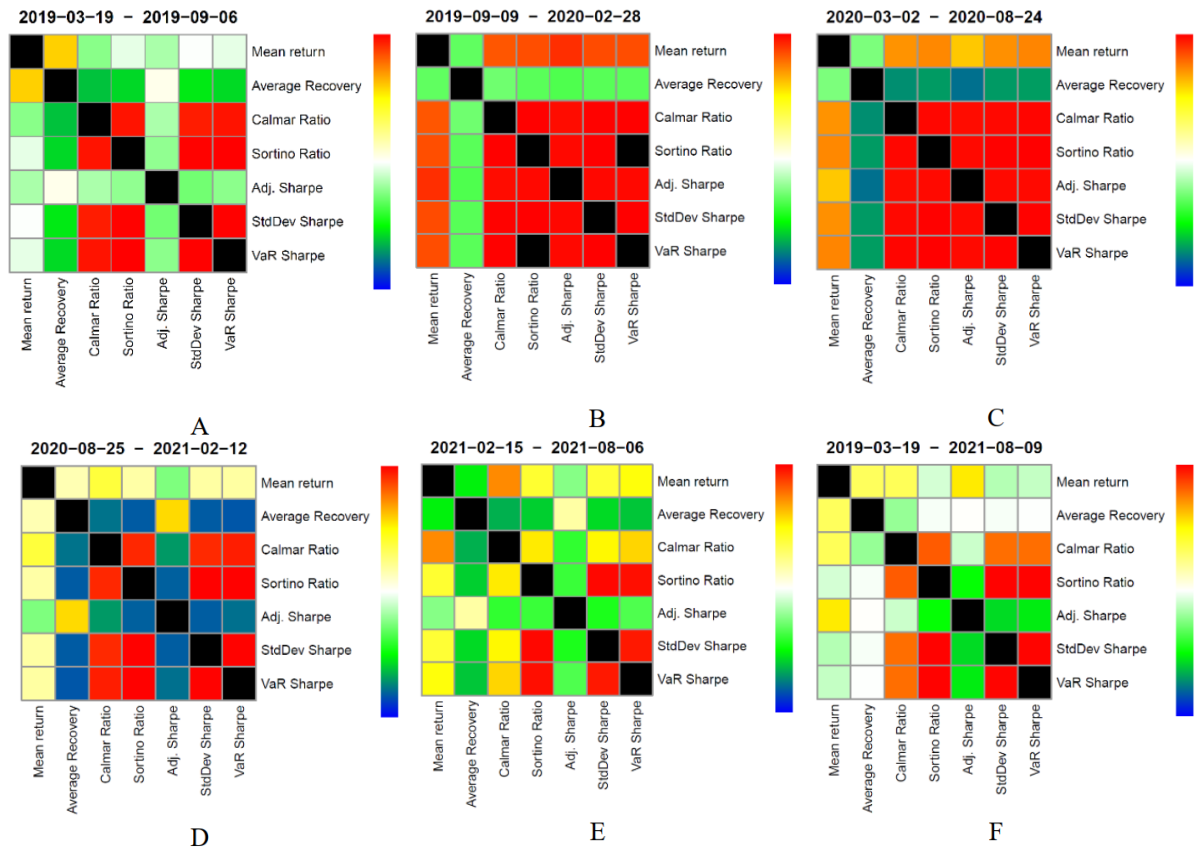 2019-03-19 - 2019-09-06
Mean return
Average Recovery
Calmar Ratio
Sortino Ratio
Adj. Sharpe
StdDev Sharpe
VaR Sharpe
Mean return
Average Recovery
Calmar Ratio
Sortino Ratio
Adj. Sharpe
StdDev Sharpe
VaR Sharpe
A
2019-09-09 - 2020-02-28
Mean return
Average Recovery
Calmar Ratio
Sortino Ratio
Adj. Sharpe
StdDev Sharpe
VaR Sharpe
Mean return
Average Recovery
Calmar Ratio
Sortino Ratio
Adj. Sharpe
StdDev Sharpe
VaR Sharpe
B
2020-03-02 - 2020-08-24
Mean return
Average Recovery
Calmar Ratio
Sortino Ratio
Adj. Sharpe
StdDev Sharpe
VaR Sharpe
Mean return
Average Recovery
Calmar Ratio
Sortino Ratio
Adj. Sharpe
StdDev Sharpe
VaR Sharpe
C
2020-08-25 - 2021-02-12
Mean return
Average Recovery
Calmar Ratio
Sortino Ratio
Adj. Sharpe
StdDev Sharpe
VaR Sharpe
Mean return
Average Recovery
Calmar Ratio
Sortino Ratio
Adj. Sharpe
StdDev Sharpe
VaR Sharpe
D
2021-02-15 - 2021-08-06
Mean return
Average Recovery
Calmar Ratio
Sortino Ratio
Adj. Sharpe
StdDev Sharpe
VaR Sharpe
Mean return
Average Recovery
Calmar Ratio
Sortino Ratio
Adj. Sharpe
StdDev Sharpe
VaR Sharpe
E
2019-03-19 - 2021-08-09
Mean return
Average Recovery
Calmar Ratio
Sortino Ratio
Adj. Sharpe
StdDev Sharpe
VaR Sharpe
Mean return
Average Recovery
Calmar Ratio
Sortino Ratio
Adj. Sharpe
StdDev Sharpe
VaR Sharpe
F